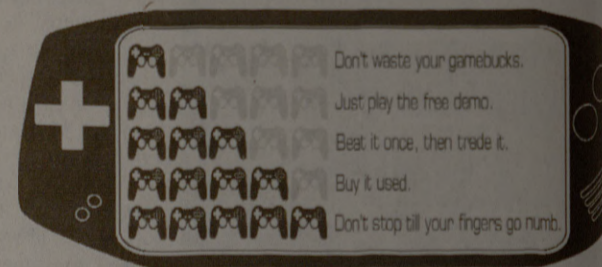 Don't waste your gamebucks.
Just play the free demo.
Beat it once, then trade it.
Buy it used.
Don't stop till your fingers go numb.